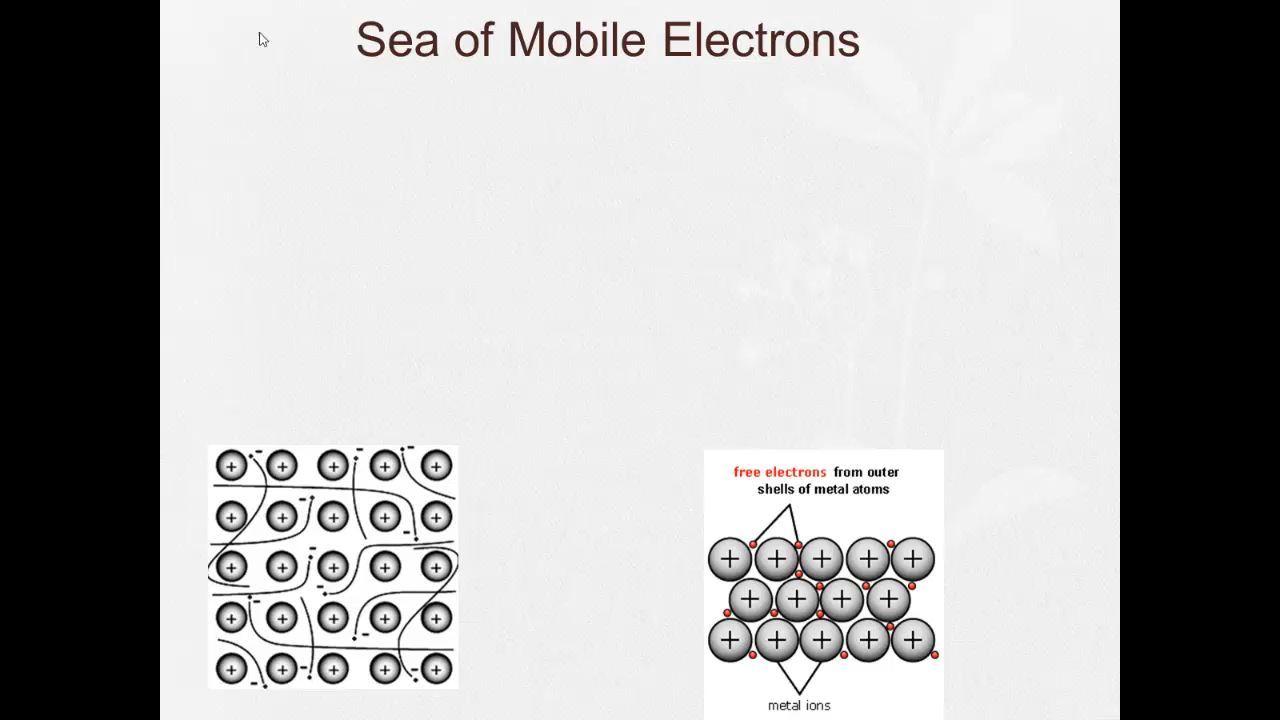 Sea of Mobile Electrons
free electrons from outer
shells of metal atoms
metal ions